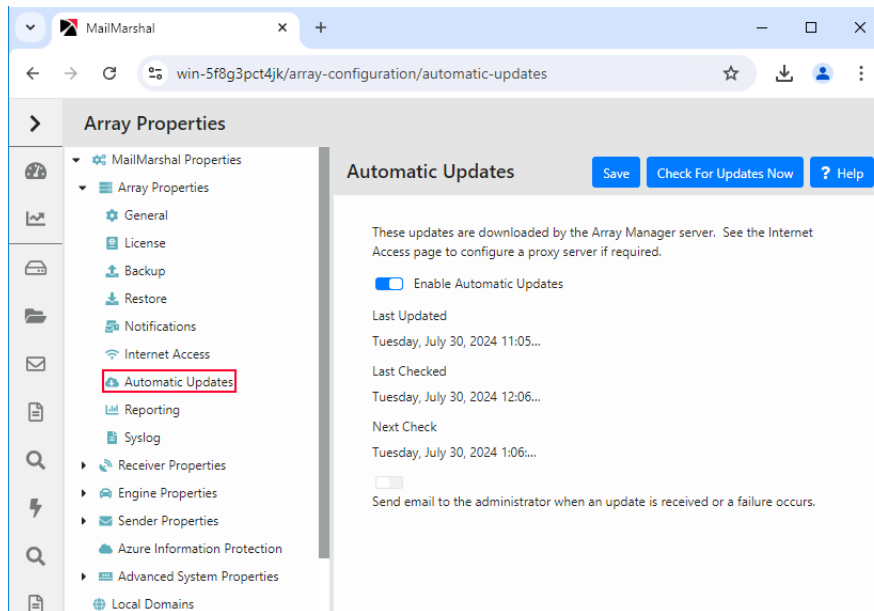 MailMarshal
win-5f8g3pct4jk/array-configuration/automatic-updates
Array Properties
MailMarshal Properties
Array Properties
General
License
Backup
Restore
Notifications
Internet Access
Automatic Updates
Reporting
Syslog
Receiver Properties
Engine Properties
Sender Properties
Azure Information Protection
Advanced System Properties
Local Domains
Automatic Updates
Save
Check For Updates Now
? Help
These updates are downloaded by the Array Manager server. See the Internet
Access page to configure a proxy server if required.
Enable Automatic Updates
Last Updated
Tuesday, July 30, 2024 11:05...
Last Checked
Tuesday, July 30, 2024 12:06...
Next Check
Tuesday, July 30, 2024 1:06:...
Send email to the administrator when an update is received or a failure occurs.